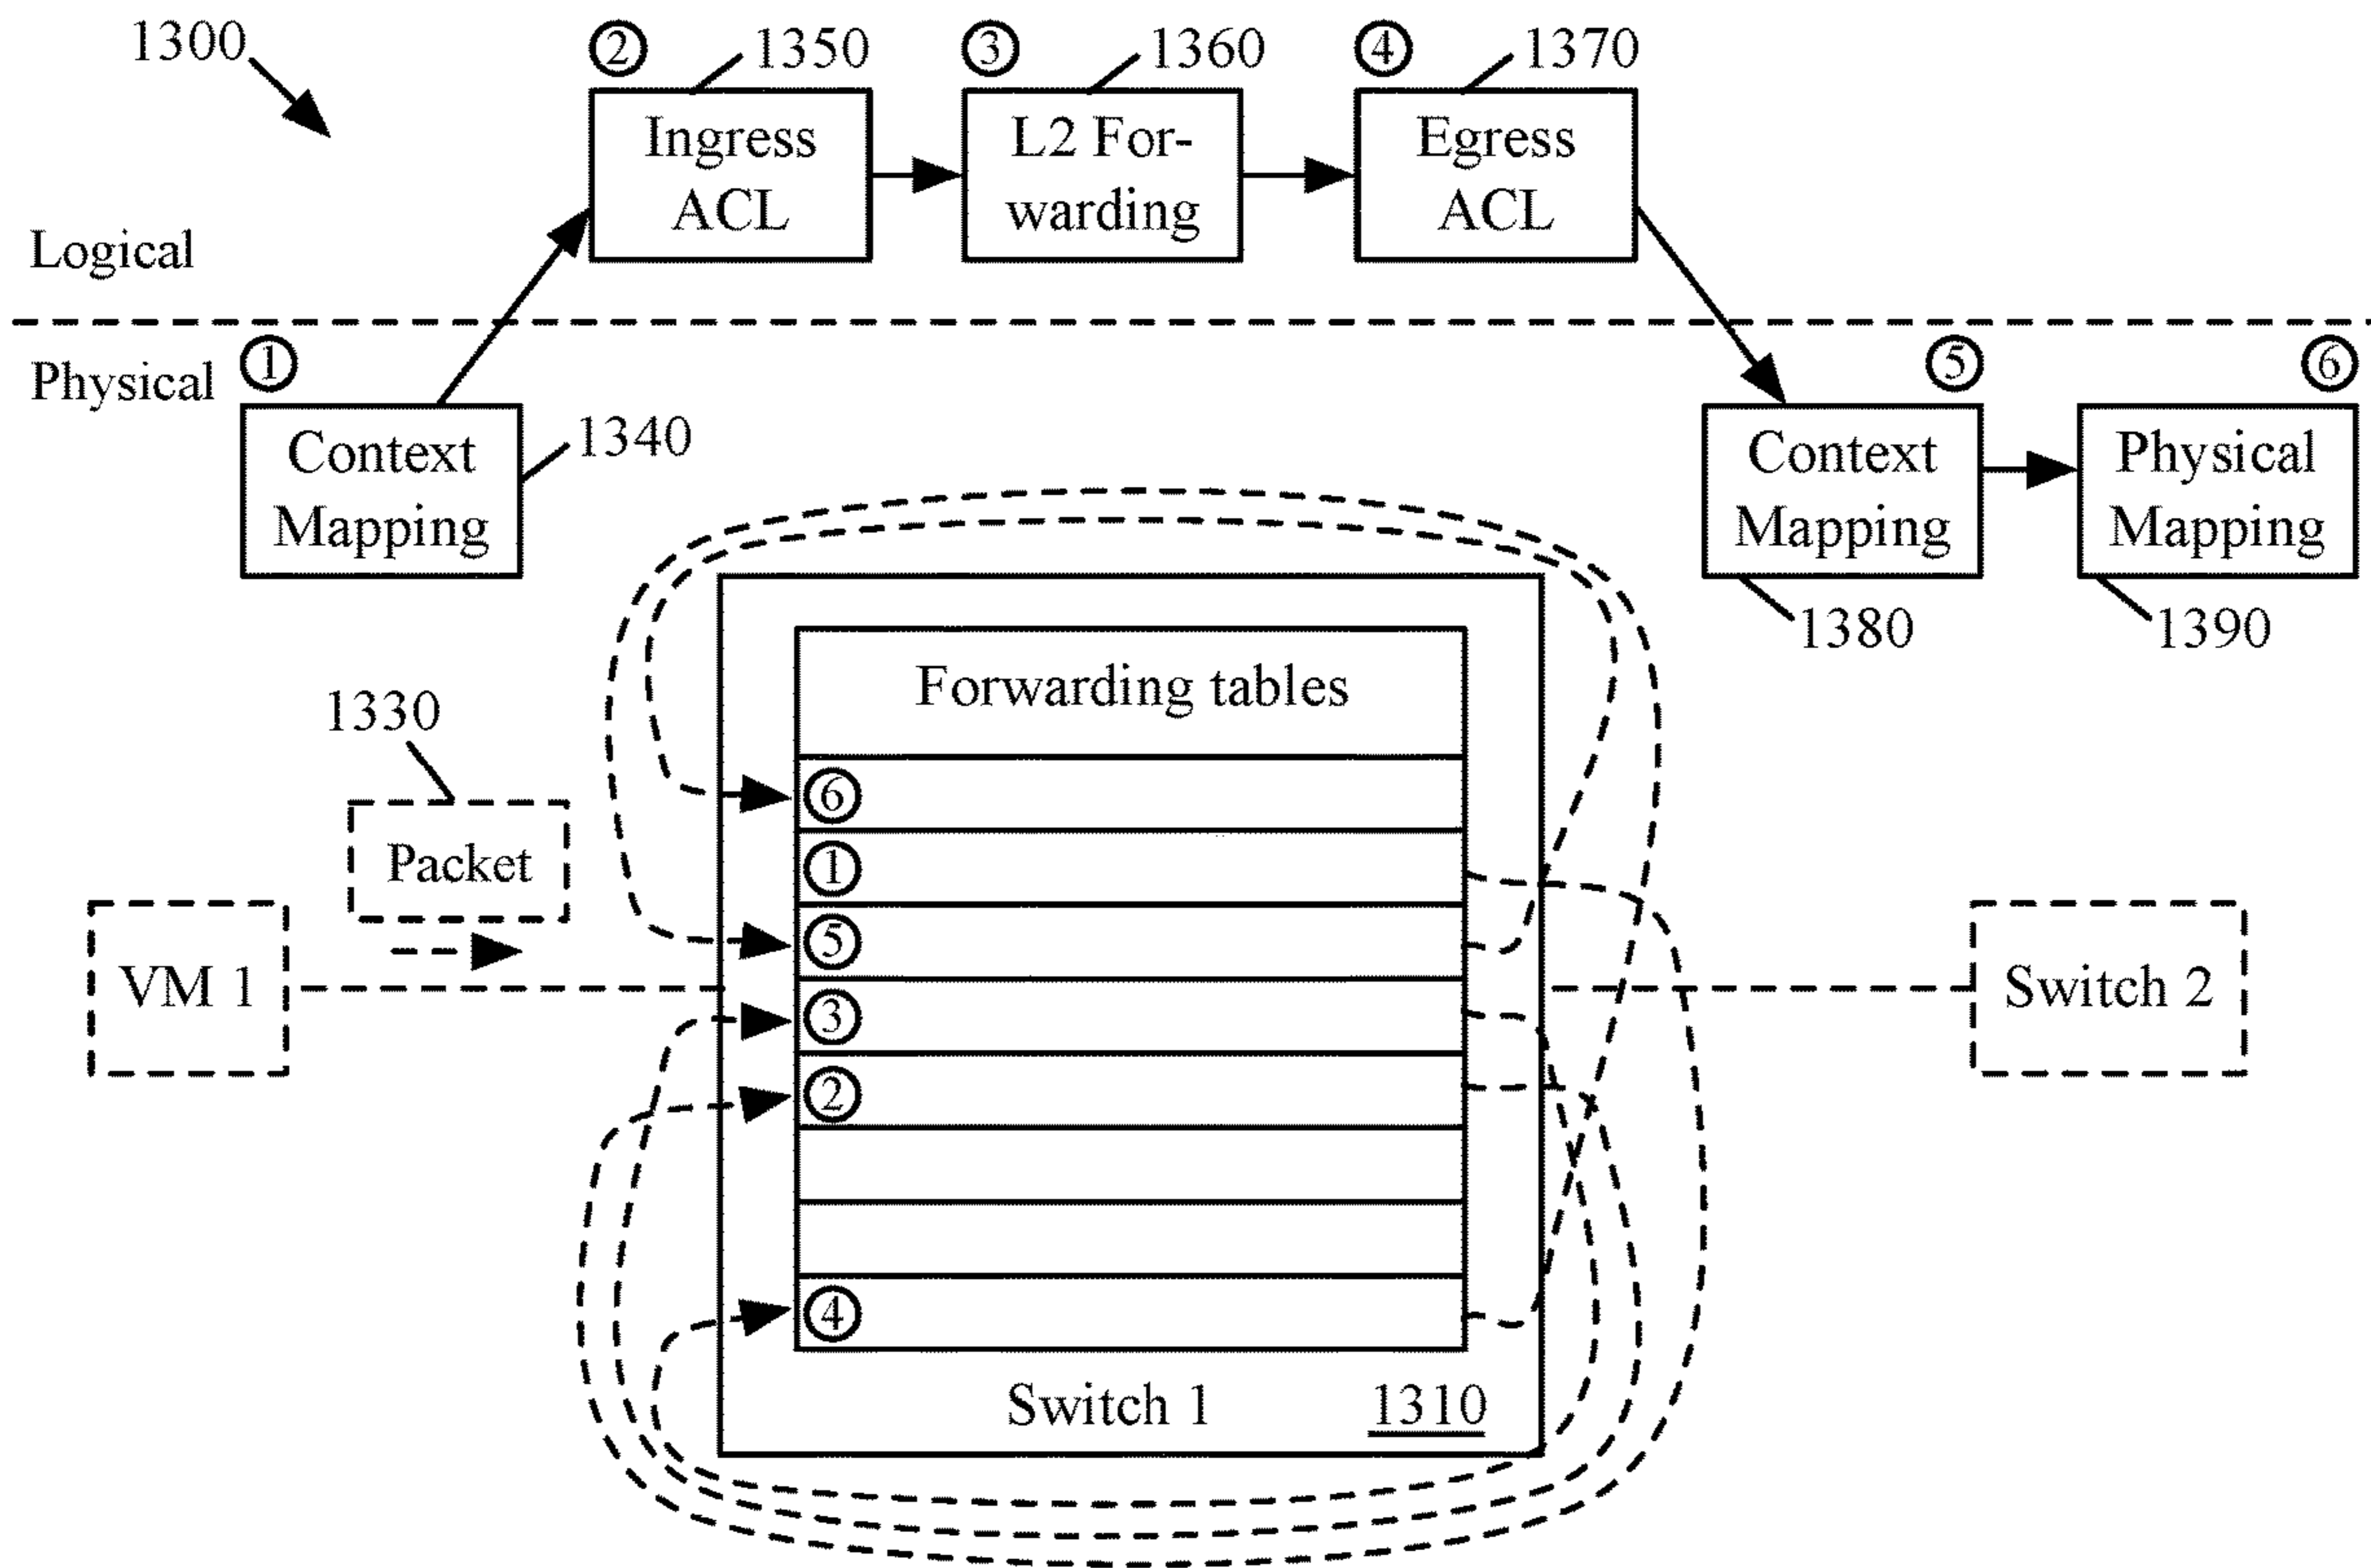 1300
② 1350
③ 1360
④ 1370
Ingress
ACL
L2 For-
warding
Egress
ACL
Logical
Physical
①
⑤
⑥
Context
Mapping
1340
Context
Mapping
Physical
Mapping
1380
1390
Forwarding tables
1330
Packet
⑥
①
⑤
③
②
④
VM 1
Switch 2
Switch 1 1310